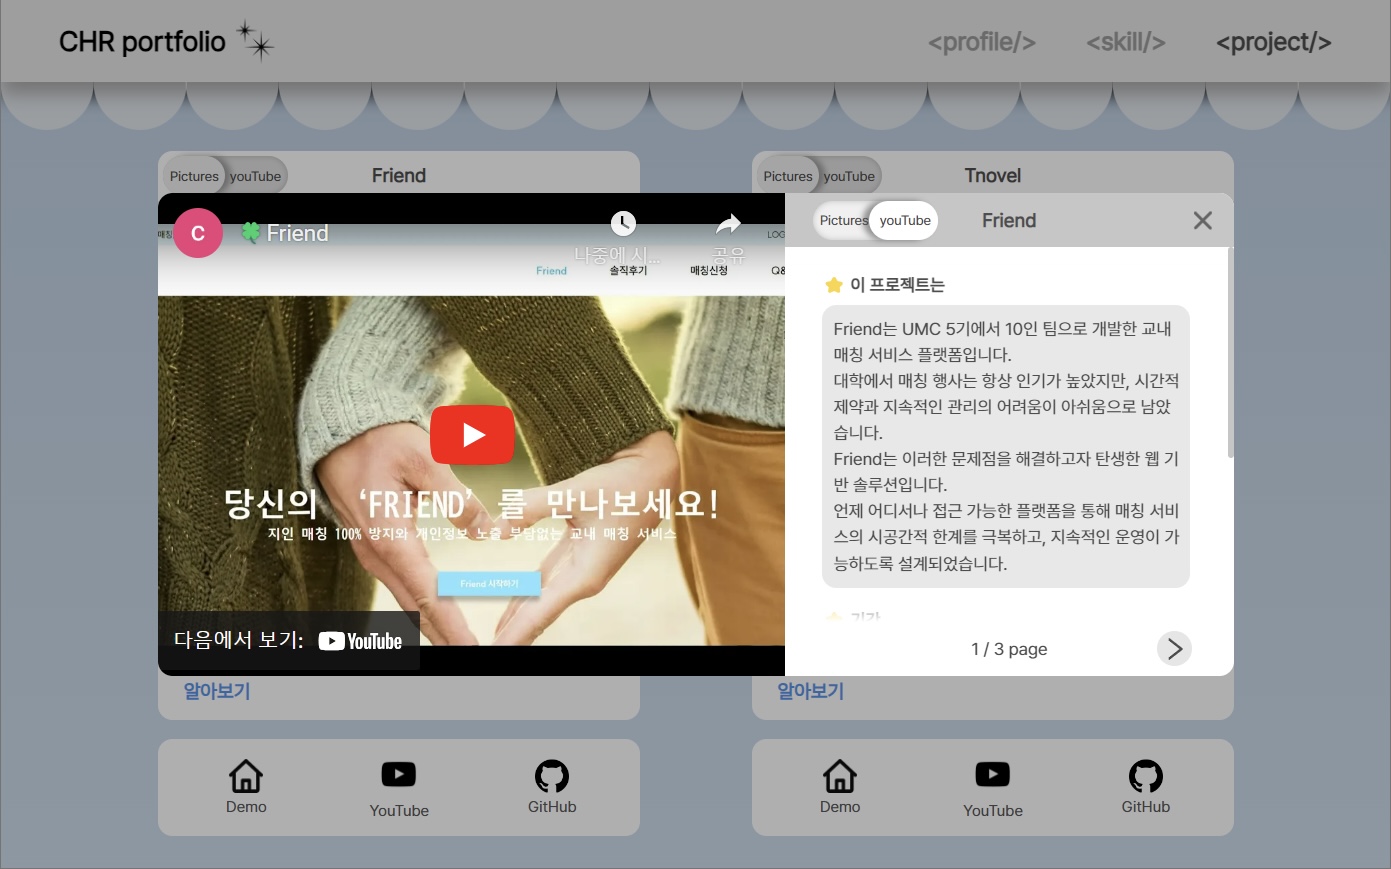 CHR portfolio
<profile/>
<skill/>
<project/>
Pictures youTube
Friend
Pictures youTube
Tnovel
C
🍀 Friend
나중에 시...
공유
매칭
LOG
Friend
솔직후기
매칭신청
Q&
당신의 ‘FRIEND’ 를 만나보세요!
지인 매칭 100% 방지와 개인정보 노출 부담없는 교내 매칭 서비스
Friend 시작하기
다음에서 보기: YouTube
Pictures youTube
Friend
⭐ 이 프로젝트는
Friend는 UMC 5기에서 10인 팀으로 개발한 교내
매칭 서비스 플랫폼입니다.
대학에서 매칭 행사는 항상 인기가 높았지만, 시간적
제약과 지속적인 관리의 어려움이 아쉬움으로 남았
습니다.
Friend는 이러한 문제점을 해결하고자 탄생한 웹 기
반 솔루션입니다.
언제 어디서나 접근 가능한 플랫폼을 통해 매칭 서비
스의 시공간적 한계를 극복하고, 지속적인 운영이 가
능하도록 설계되었습니다.
⭐ 기간
1 / 3 page
알아보기
알아보기
Demo
YouTube
GitHub
Demo
YouTube
GitHub